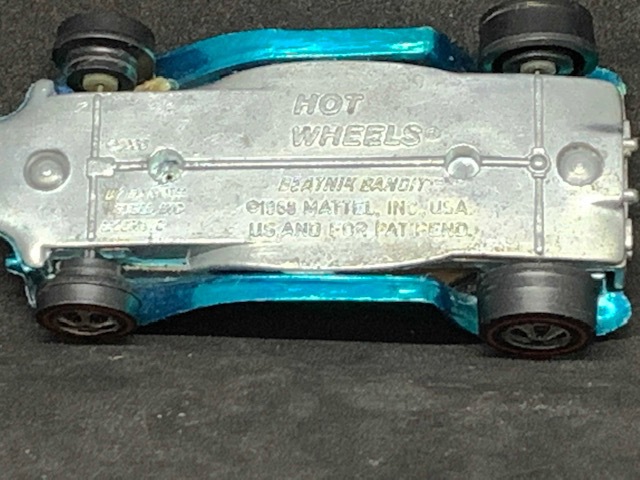 HOT
WHEELS®
BEATNIK BANDIT
©1968 MATTEL, INC., USA
US AND FOR PAT PEND.